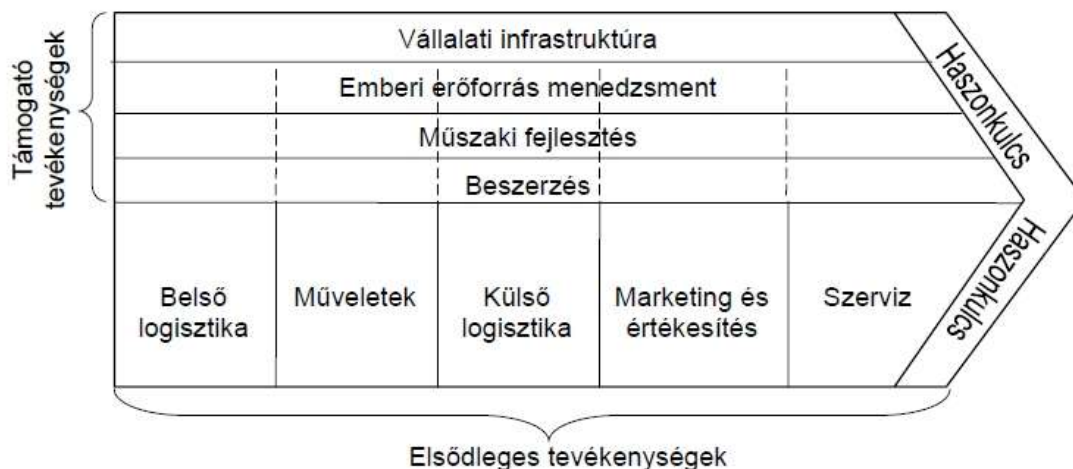 Támogató
tevékenységek
Vállalati infrastruktúra
Emberi erőforrás menedzsment
Műszaki fejlesztés
Beszerzés
Haszonkulcs
Haszonkulcs
Belső
logisztika
Műveletek
Külső
logisztika
Marketing és
értékesítés
Szerviz
Elsődleges tevékenységek